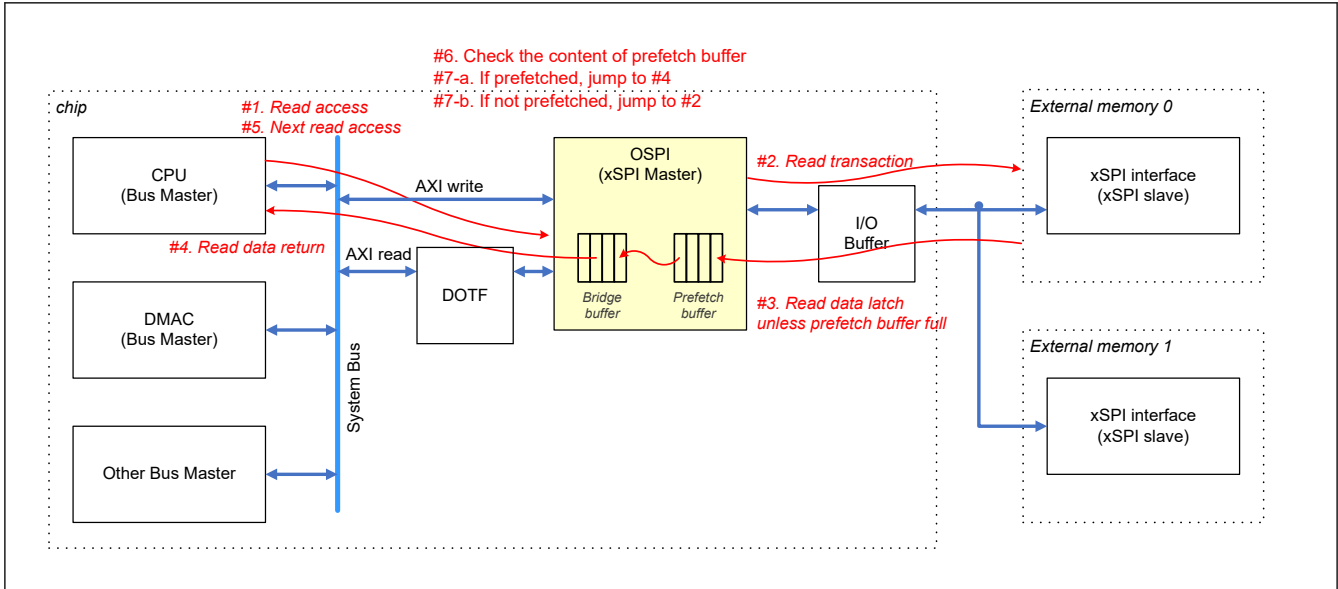 #6. Check the content of prefetch buffer
#7-a. If prefetched, jump to #4
#7-b. If not prefetched, jump to #2
chip
#1. Read access
#5. Next read access
External memory 0
CPU
(Bus Master)
AXI write
OSPI
(xSPI Master)
#2. Read transaction
xSPI interface
(xSPI slave)
I/O
Buffer
#4. Read data return
AXI read
DOTF
Bridge
buffer
Prefetch
buffer
#3. Read data latch
unless prefetch buffer full
DMAC
(Bus Master)
System Bus
External memory 1
xSPI interface
(xSPI slave)
Other Bus Master